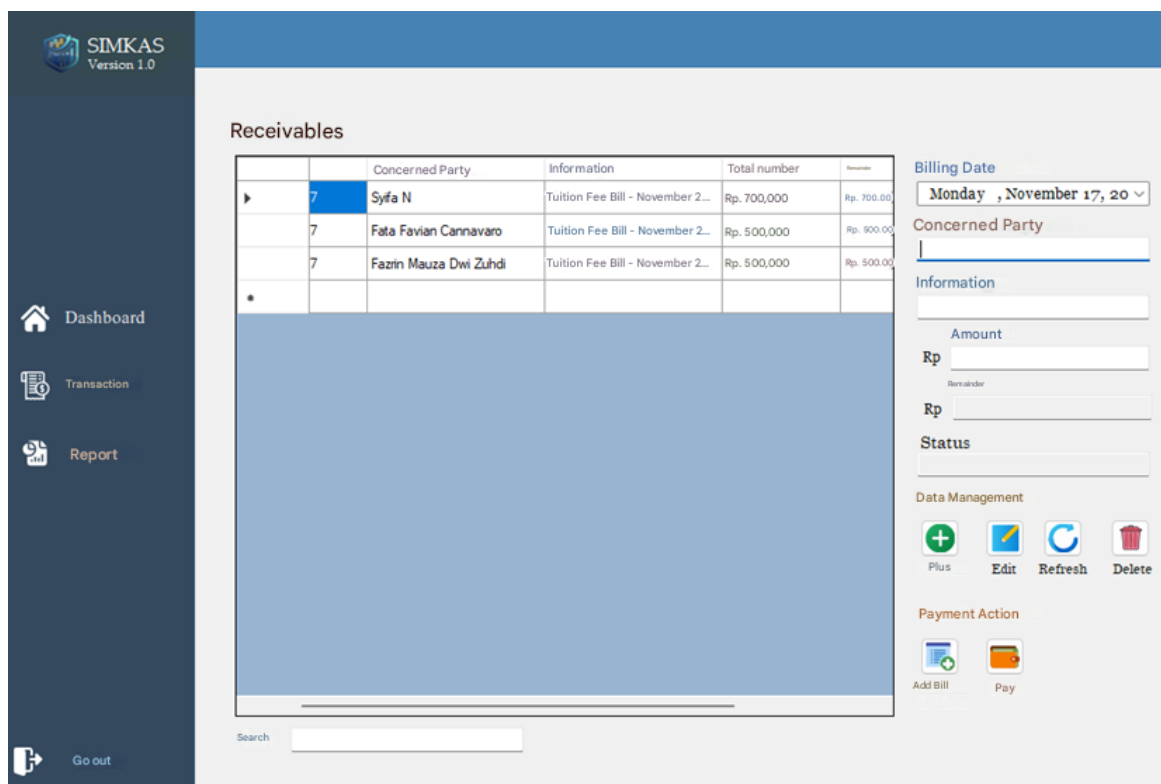 SIMKAS
Version 1.0
Dashboard
Transaction
Report
Go out
Receivables
Concerned Party Information Total number Remainder
7 Syifa N Tuition Fee Bill - November 2... Rp. 700,000 Rp. 700.00
7 Fata Favian Cannavaro Tuition Fee Bill - November 2... Rp. 500,000 Rp. 500.00
7 Fazrin Mauza Dwi Zuhdi Tuition Fee Bill - November 2... Rp. 500,000 Rp. 500.00
Search
Billing Date
Monday , November 17, 20
Concerned Party
Information
Amount
Rp
Remainder
Rp
Status
Data Management
Plus Edit Refresh Delete
Payment Action
Add Bill Pay